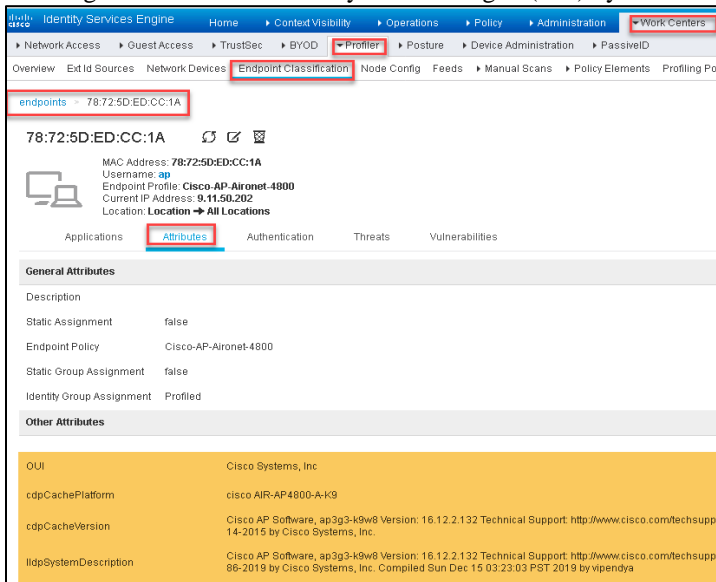 cisco Identity Services Engine Home Context Visibility Operations Policy Administration Work Centers
Network Access Guest Access TrustSec BYOD Profiler Posture Device Administration PassiveID
Overview Ext Id Sources Network Devices Endpoint Classification Node Config Feeds Manual Scans Policy Elements Profiling Po
endpoints > 78:72:5D:ED:CC:1A
78:72:5D:ED:CC:1A
MAC Address: 78:72:5D:ED:CC:1A
Username: ap
Endpoint Profile: Cisco-AP-Aironet-4800
Current IP Address: 9.11.50.202
Location: Location → All Locations
Applications Attributes Authentication Threats Vulnerabilities
General Attributes
Description
Static Assignment false
Endpoint Policy Cisco-AP-Aironet-4800
Static Group Assignment false
Identity Group Assignment Profiled
Other Attributes
OUI Cisco Systems, Inc
cdpCachePlatform cisco AIR-AP4800-A-K9
cdpCacheVersion Cisco AP Software, ap3g3-k9w8 Version: 16.12.2.132 Technical Support: http://www.cisco.com/techsupp
14-2015 by Cisco Systems, Inc.
lldpSystemDescription Cisco AP Software, ap3g3-k9w8 Version: 16.12.2.132 Technical Support: http://www.cisco.com/techsupp
86-2019 by Cisco Systems, Inc. Compiled Sun Dec 15 03:23:03 PST 2019 by vipendya